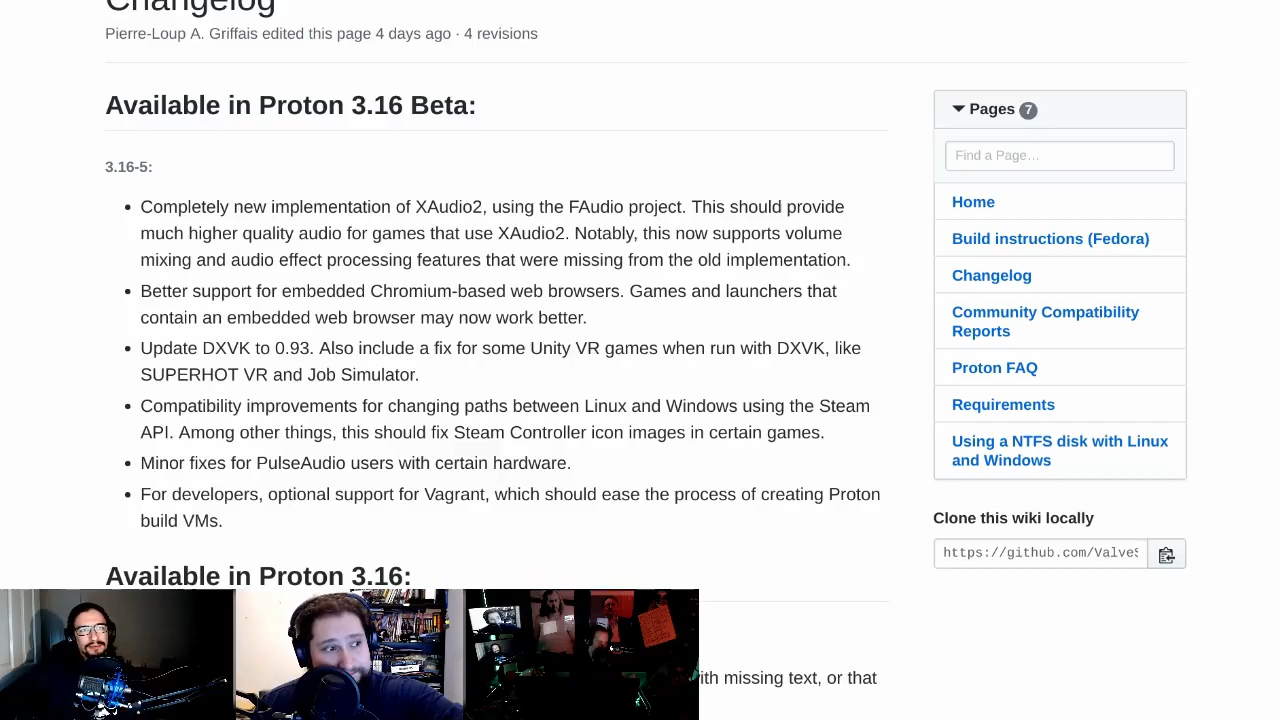 Changelog
Pierre-Loup A. Griffais edited this page 4 days ago · 4 revisions
Available in Proton 3.16 Beta:
3.16-5:
• Completely new implementation of XAudio2, using the FAudio project. This should provide
much higher quality audio for games that use XAudio2. Notably, this now supports volume
mixing and audio effect processing features that were missing from the old implementation.
• Better support for embedded Chromium-based web browsers. Games and launchers that
contain an embedded web browser may now work better.
• Update DXVK to 0.93. Also include a fix for some Unity VR games when run with DXVK, like
SUPERHOT VR and Job Simulator.
• Compatibility improvements for changing paths between Linux and Windows using the Steam
API. Among other things, this should fix Steam Controller icon images in certain games.
• Minor fixes for PulseAudio users with certain hardware.
• For developers, optional support for Vagrant, which should ease the process of creating Proton
build VMs.
Available in Proton 3.16:
ith missing text, or that
Pages 7
Find a Page…
Home
Build instructions (Fedora)
Changelog
Community Compatibility
Reports
Proton FAQ
Requirements
Using a NTFS disk with Linux
and Windows
Clone this wiki locally
https://github.com/Valve